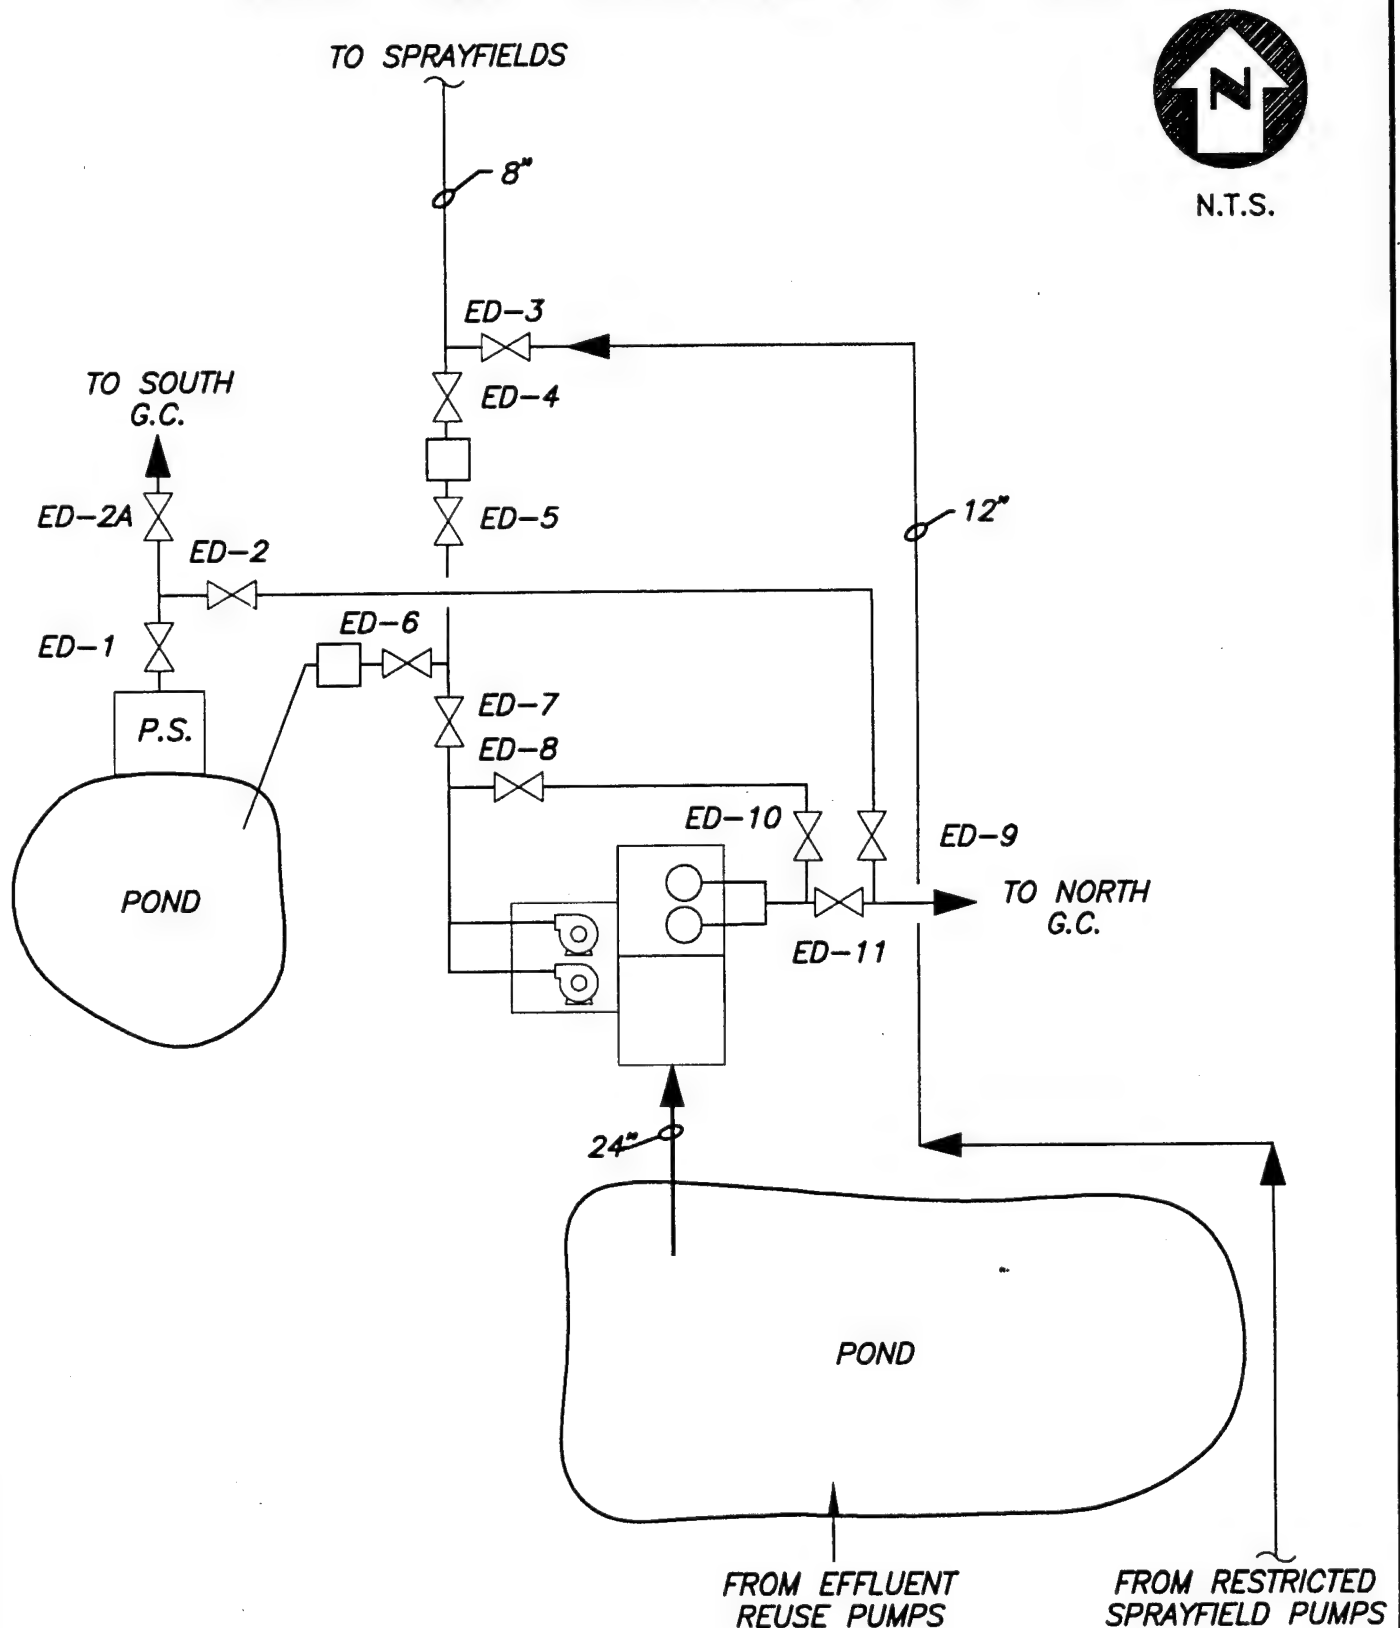 TO SPRAYFIELDS
N
N.T.S.
8"
ED-3
TO SOUTH
G.C.
ED-4
ED-2A
ED-5
12"
ED-2
ED-1
ED-6
P.S.
ED-7
ED-8
ED-10
ED-9
POND
TO NORTH
G.C.
ED-11
24"
POND
FROM EFFLUENT
REUSE PUMPS
FROM RESTRICTED
SPRAYFIELD PUMPS